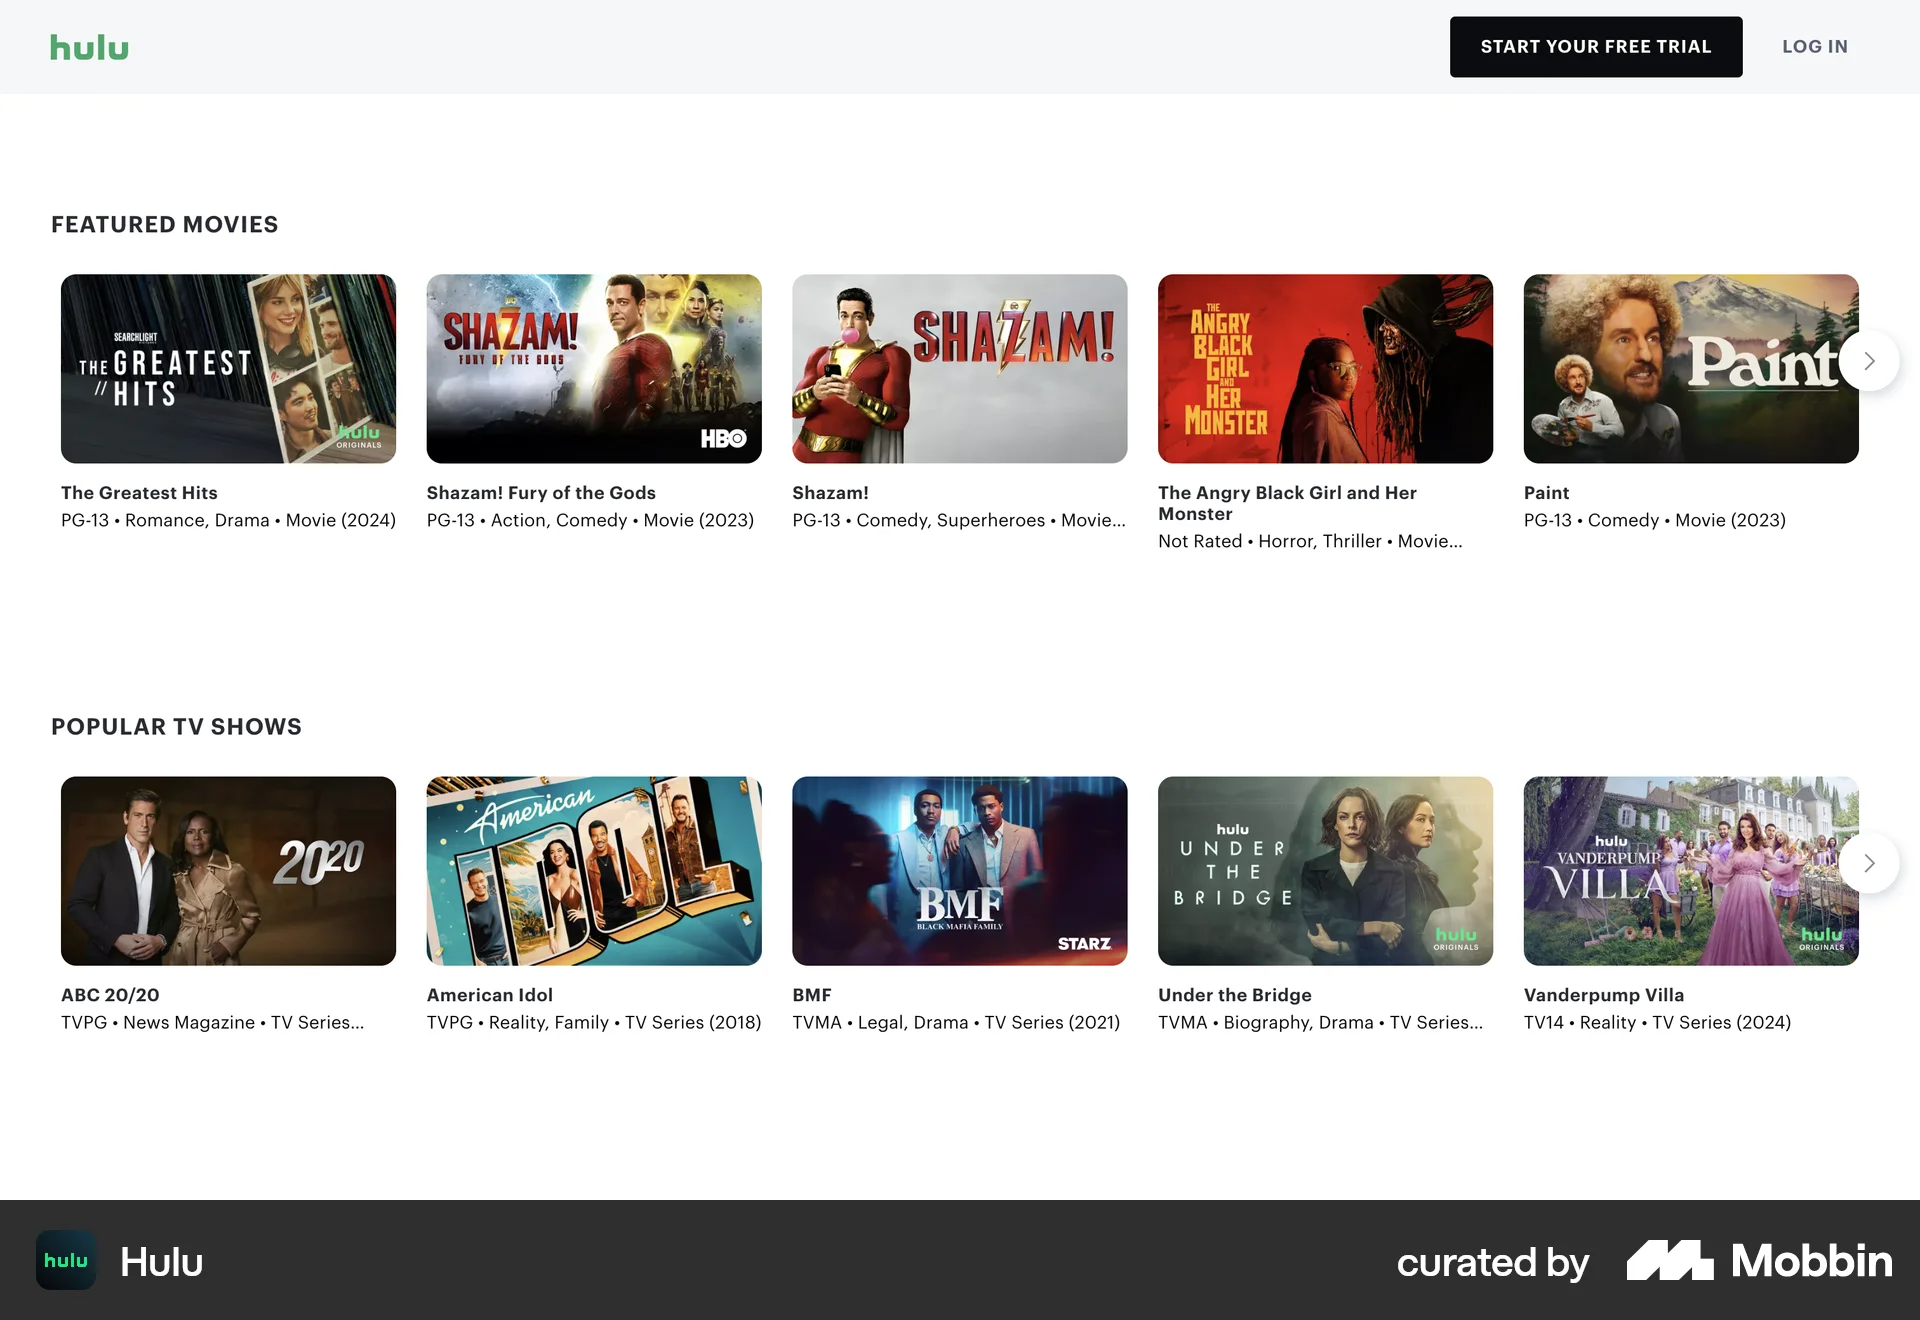 hulu
START YOUR FREE TRIAL
LOG IN
FEATURED MOVIES
SEARCHLIGHT
THE GREATEST
// HITS
hulu
ORIGINALS
SHAZAM!
FURY OF THE GODS
HBO
SHAZAM!
THE
ANGRY
BLACK
GIRL
AND
HER
MONSTER
Paint
The Greatest Hits
PG-13 • Romance, Drama • Movie (2024)
Shazam! Fury of the Gods
PG-13 • Action, Comedy • Movie (2023)
Shazam!
PG-13 • Comedy, Superheroes • Movie...
The Angry Black Girl and Her
Monster
Not Rated • Horror, Thriller • Movie...
Paint
PG-13 • Comedy • Movie (2023)
POPULAR TV SHOWS
2020
American
IDOL
BMF
BLACK MAFIA FAMILY
STARZ
hulu
UNDER
THE
BRIDGE
hulu
ORIGINALS
hulu
VANDERPUMP
VILLA
hulu
ORIGINALS
ABC 20/20
TVPG • News Magazine • TV Series...
American Idol
TVPG • Reality, Family • TV Series (2018)
BMF
TVMA • Legal, Drama • TV Series (2021)
Under the Bridge
TVMA • Biography, Drama • TV Series...
Vanderpump Villa
TV14 • Reality • TV Series (2024)
hulu
Hulu
curated by
Mobbin